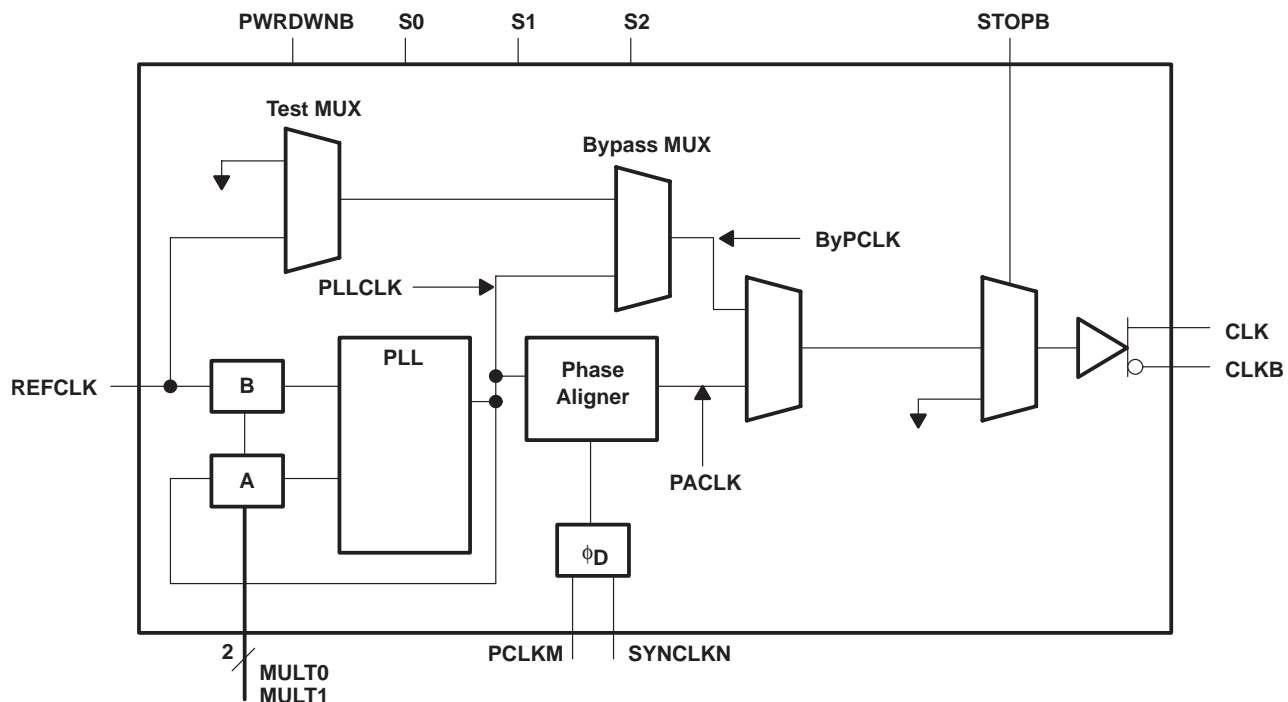 PWRDWNB S0 S1 S2 STOPB
Test MUX
Bypass MUX
ByPCLK
PLLCLK
CLK
PLL
Phase
Aligner
CLKB
REFCLK
B
A
PACLK
ϕD
2
PCLKM SYNCLKN
MULT0
MULT1